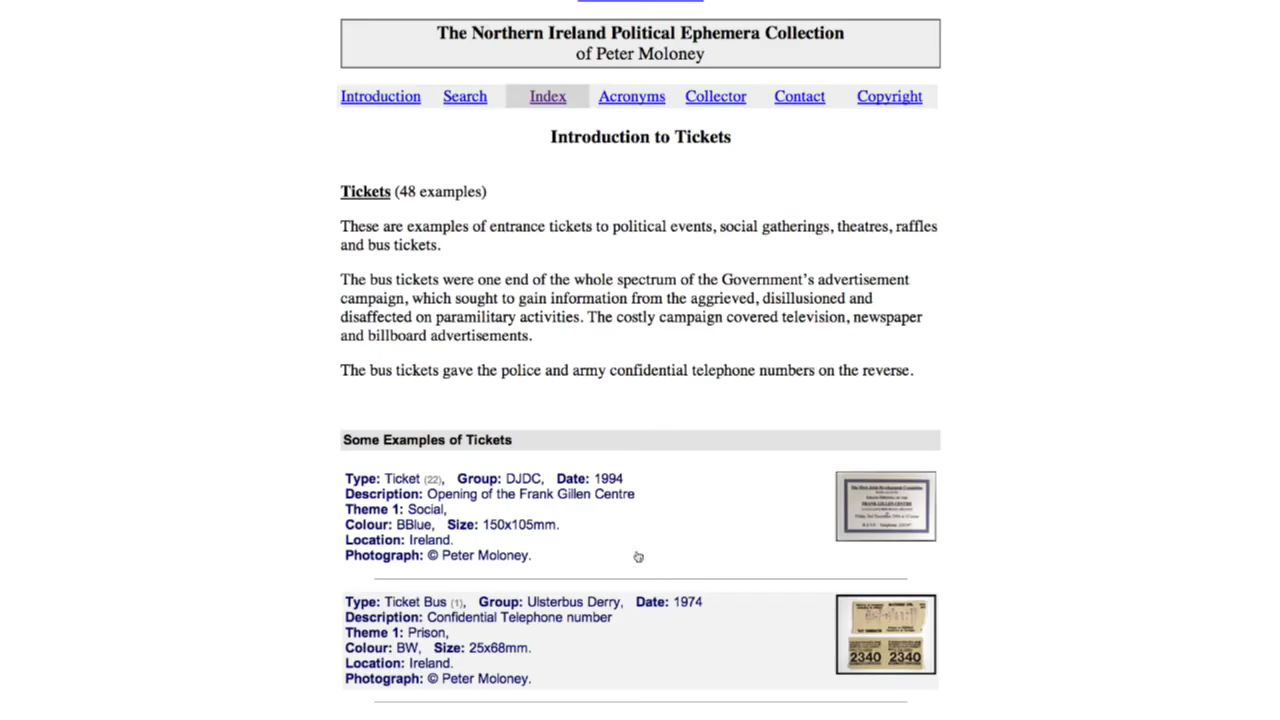 The Northern Ireland Political Ephemera Collection
of Peter Moloney
Introduction Search Index Acronyms Collector Contact Copyright
Introduction to Tickets
Tickets (48 examples)
These are examples of entrance tickets to political events, social gatherings, theatres, raffles
and bus tickets.
The bus tickets were one end of the whole spectrum of the Government's advertisement
campaign, which sought to gain information from the aggrieved, disillusioned and
disaffected on paramilitary activities. The costly campaign covered television, newspaper
and billboard advertisements.
The bus tickets gave the police and army confidential telephone numbers on the reverse.
Some Examples of Tickets
Type: Ticket (22), Group: DJDC, Date: 1994
Description: Opening of the Frank Gillen Centre
Theme 1: Social,
Colour: BBlue, Size: 150x105mm.
Location: Ireland.
Photograph: © Peter Moloney.
FRANK GILLEN CENTRE
Type: Ticket Bus (1), Group: Ulsterbus Derry, Date: 1974
Description: Confidential Telephone number
Theme 1: Prison,
Colour: BW, Size: 25x68mm.
Location: Ireland.
Photograph: © Peter Moloney.
2340 2340